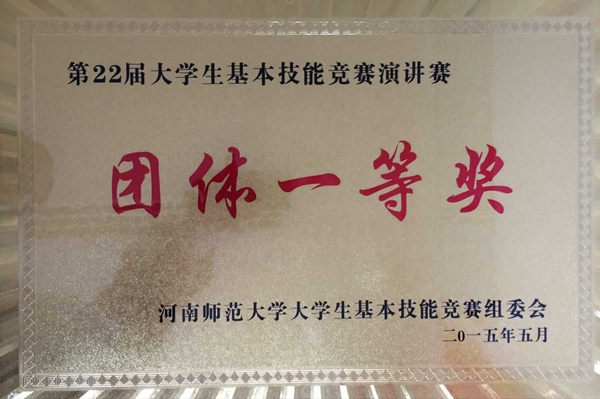 第22届大学生基本技能竞赛演讲赛
团体一等奖
河南师范大学大学生基本技能竞赛组委会
二0一五年五月